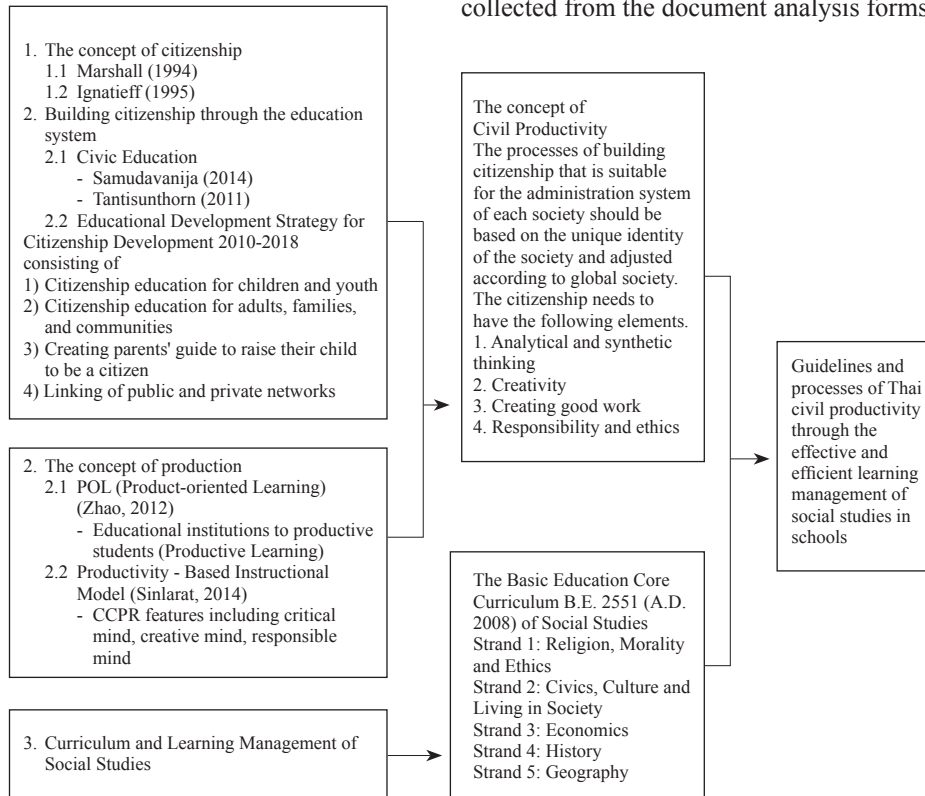 collected from the document analysis forms
1. The concept of citizenship
1.1 Marshall (1994)
1.2 Ignatieff (1995)
2. Building citizenship through the education
system
2.1 Civic Education
- Samudavanija (2014)
- Tantisunthorn (2011)
2.2 Educational Development Strategy for
Citizenship Development 2010-2018
consisting of
1) Citizenship education for children and youth
2) Citizenship education for adults, families,
and communities
3) Creating parents' guide to raise their child
to be a citizen
4) Linking of public and private networks
2. The concept of production
2.1 POL (Product-oriented Learning)
(Zhao, 2012)
- Educational institutions to productive
students (Productive Learning)
2.2 Productivity - Based Instructional
Model (Sinlarat, 2014)
- CCPR features including critical
mind, creative mind, responsible
mind
3. Curriculum and Learning Management of
Social Studies
The concept of
Civil Productivity
The processes of building
citizenship that is suitable
for the administration system
of each society should be
based on the unique identity
of the society and adjusted
according to global society.
The citizenship needs to
have the following elements.
1. Analytical and synthetic
thinking
2. Creativity
3. Creating good work
4. Responsibility and ethics
The Basic Education Core
Curriculum B.E. 2551 (A.D.
2008) of Social Studies
Strand 1: Religion, Morality
and Ethics
Strand 2: Civics, Culture and
Living in Society
Strand 3: Economics
Strand 4: History
Strand 5: Geography
Guidelines and
processes of Thai
civil productivity
through the
effective and
efficient learning
management of
social studies in
schools